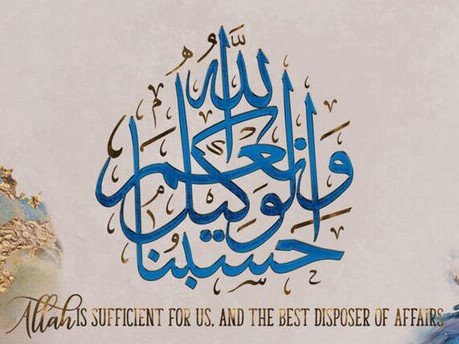 حسبنا الله ونعم الوكيل
Allah IS SUFFICIENT FOR US, AND THE BEST DISPOSER OF AFFAIRS